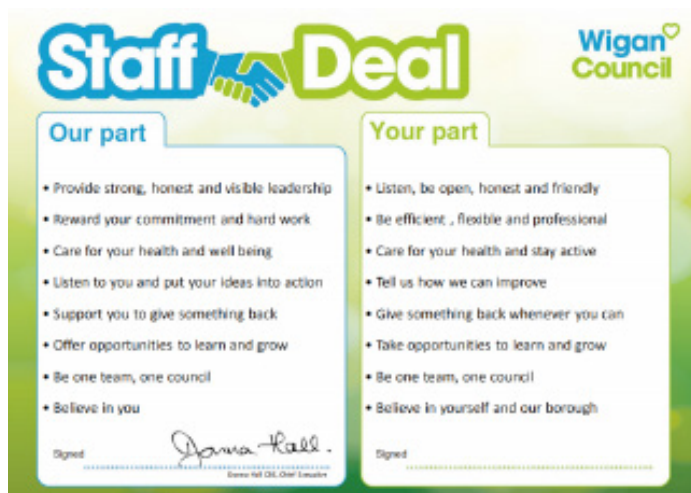 Staff Deal
Wigan
Council
Our part
• Provide strong, honest and visible leadership
• Reward your commitment and hard work
• Care for your health and well being
• Listen to you and put your ideas into action
• Support you to give something back
• Offer opportunities to learn and grow
• Be one team, one council
• Believe in you
Signed Donna Hall.
Donna Hall CBE, Chief Executive
Your part
• Listen, be open, honest and friendly
• Be efficient , flexible and professional
• Care for your health and stay active
• Tell us how we can improve
• Give something back whenever you can
• Take opportunities to learn and grow
• Be one team, one council
• Believe in yourself and our borough
Signed